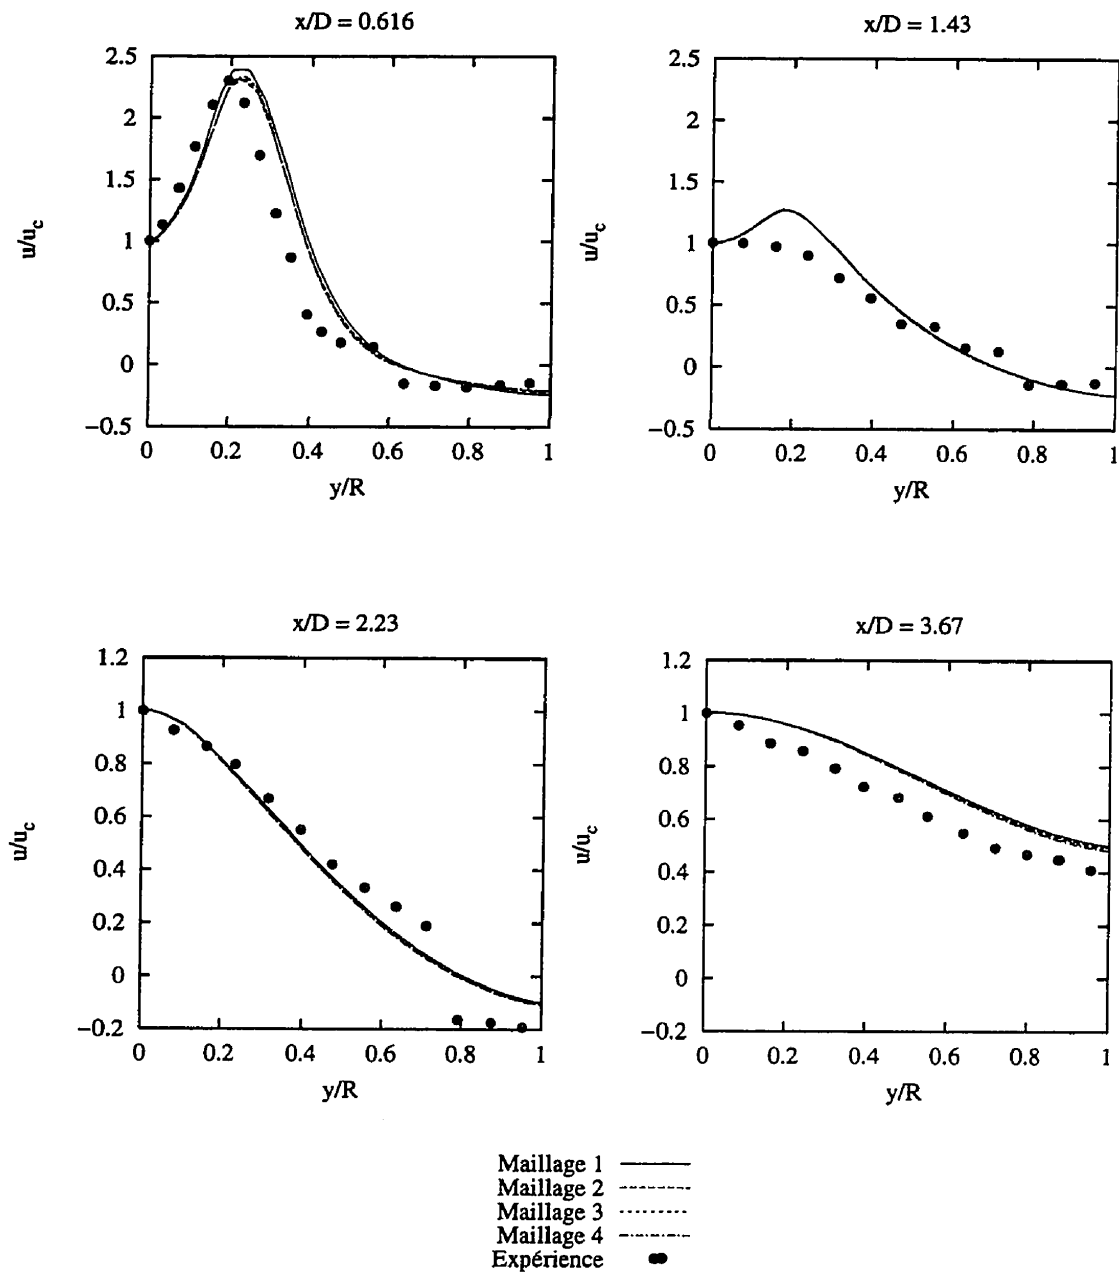 x/D = 0.616
2.5
2
1.5
1
0.5
0
−0.5
u/u_c
0 0.2 0.4 0.6 0.8 1
y/R
x/D = 1.43
2.5
2
1.5
1
0.5
0
−0.5
u/u_c
0 0.2 0.4 0.6 0.8 1
y/R
x/D = 2.23
1.2
1
0.8
0.6
0.4
0.2
0
−0.2
u/u_c
0 0.2 0.4 0.6 0.8 1
y/R
x/D = 3.67
1.2
1
0.8
0.6
0.4
0.2
0
−0.2
u/u_c
0 0.2 0.4 0.6 0.8 1
y/R
Maillage 1
Maillage 2
Maillage 3
Maillage 4
Expérience